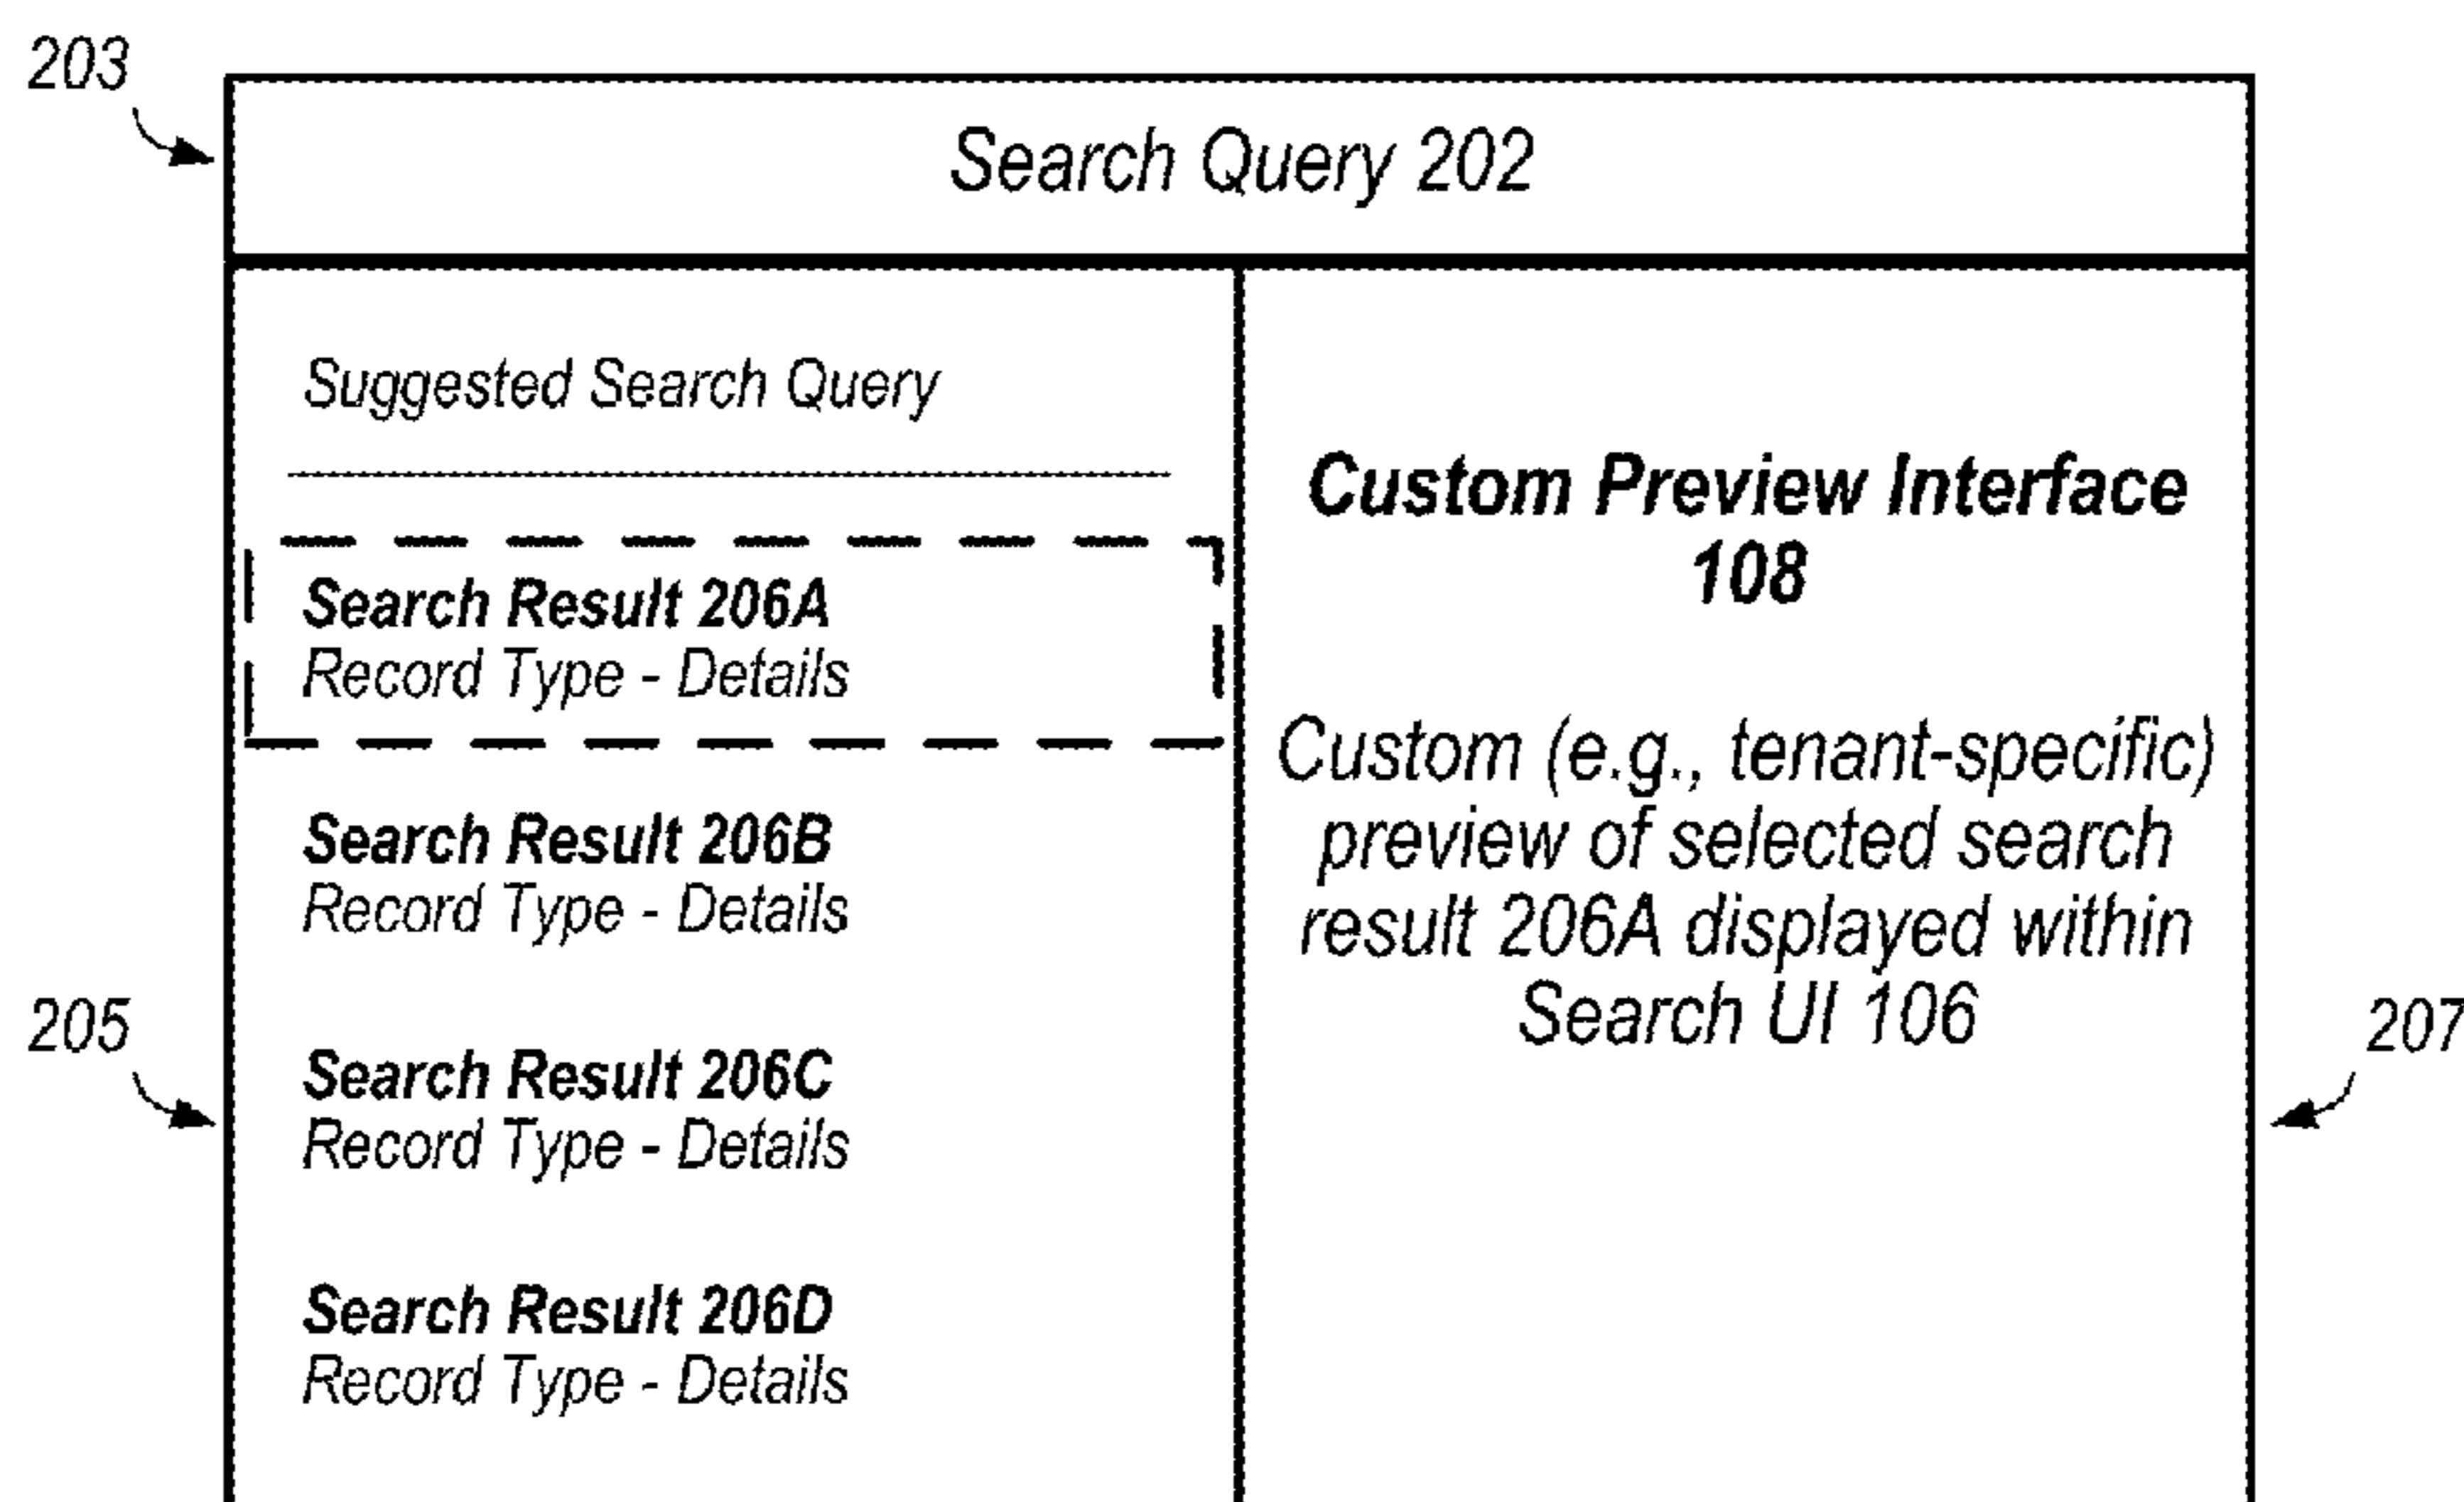 203
Search Query 202
Suggested Search Query
Search Result 206A
Record Type - Details
Search Result 206B
Record Type - Details
205
Search Result 206C
Record Type - Details
Search Result 206D
Record Type - Details
Custom Preview Interface
108
Custom (e.g., tenant-specific)
preview of selected search
result 206A displayed within
Search UI 106
207